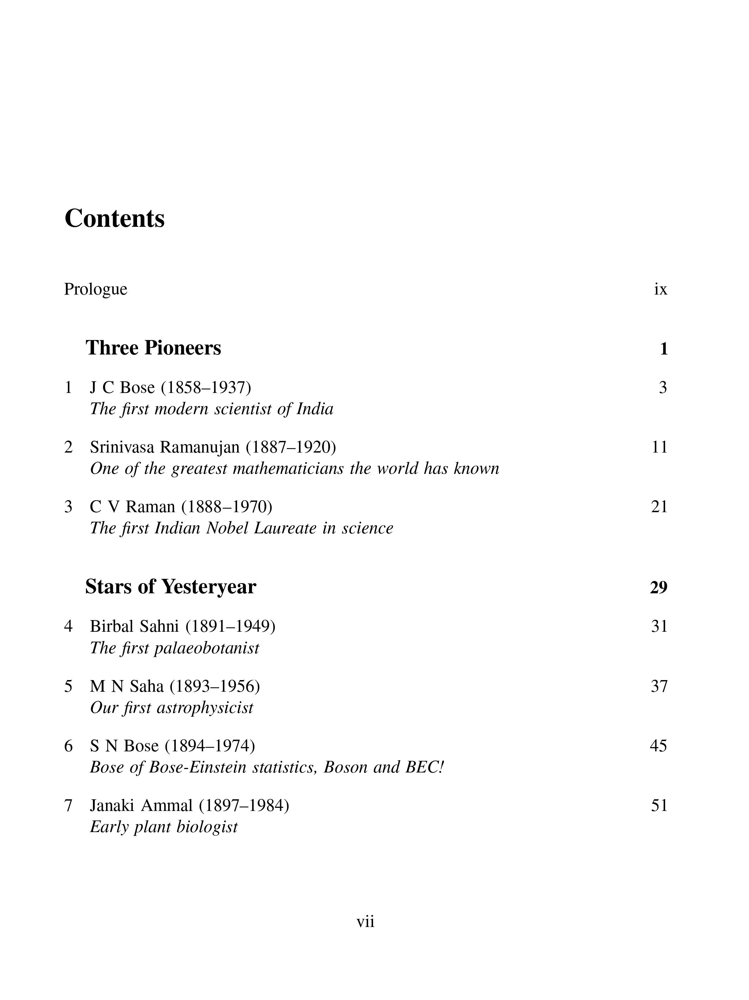 Contents
Prologue ix
Three Pioneers 1
1 J C Bose (1858–1937) 3
The first modern scientist of India
2 Srinivasa Ramanujan (1887–1920) 11
One of the greatest mathematicians the world has known
3 C V Raman (1888–1970) 21
The first Indian Nobel Laureate in science
Stars of Yesteryear 29
4 Birbal Sahni (1891–1949) 31
The first palaeobotanist
5 M N Saha (1893–1956) 37
Our first astrophysicist
6 S N Bose (1894–1974) 45
Bose of Bose-Einstein statistics, Boson and BEC!
7 Janaki Ammal (1897–1984) 51
Early plant biologist
vii